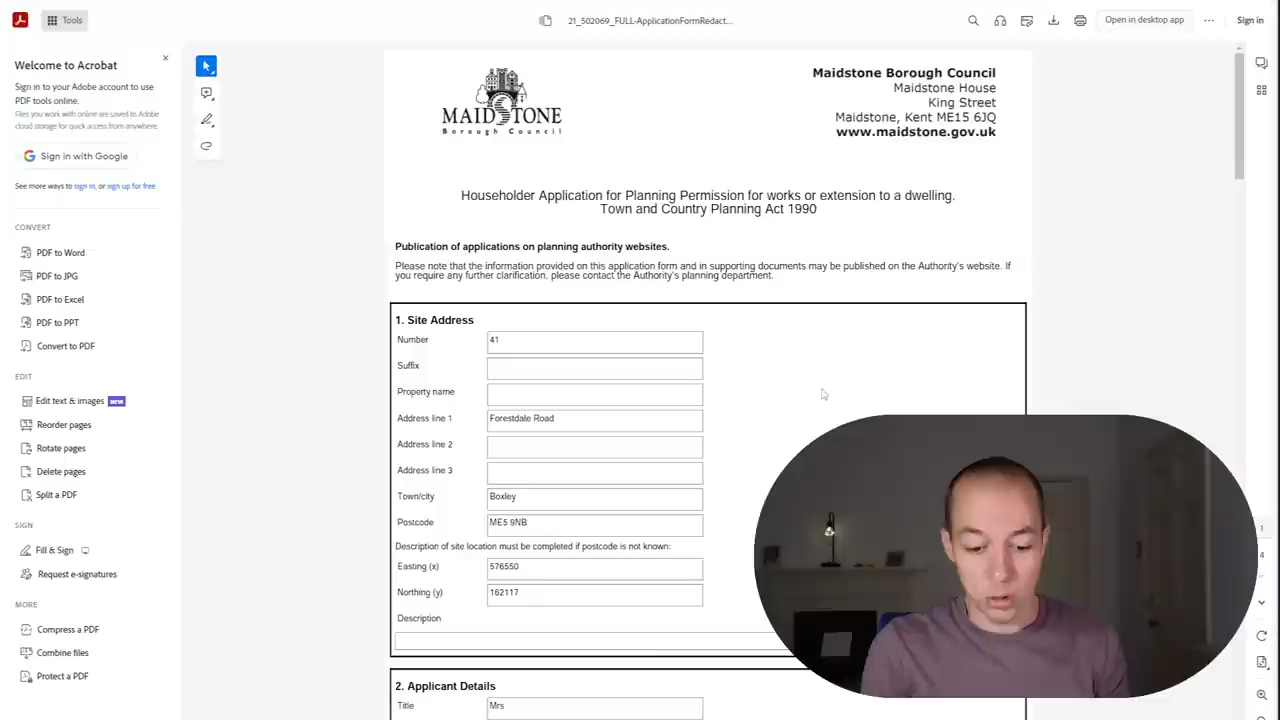 Tools
21_502069_FULL-ApplicationFormRedact...
Open in desktop app
Sign in
Welcome to Acrobat
Sign in to your Adobe account to use
PDF tools online.
Files you work with online are saved to Adobe
cloud storage for quick access from anywhere.
Sign in with Google
See more ways to sign in, or sign up for free
CONVERT
PDF to Word
PDF to JPG
PDF to Excel
PDF to PPT
Convert to PDF
EDIT
Edit text & images NEW
Reorder pages
Rotate pages
Delete pages
Split a PDF
SIGN
Fill & Sign
Request e-signatures
MORE
Compress a PDF
Combine files
Protect a PDF
MAIDSTONE
Borough Council
Maidstone Borough Council
Maidstone House
King Street
Maidstone, Kent ME15 6JQ
www.maidstone.gov.uk
Householder Application for Planning Permission for works or extension to a dwelling.
Town and Country Planning Act 1990
Publication of applications on planning authority websites.
Please note that the information provided on this application form and in supporting documents may be published on the Authority's website. If
you require any further clarification, please contact the Authority's planning department.
1. Site Address
Number 41
Suffix
Property name
Address line 1 Forestdale Road
Address line 2
Address line 3
Town/city Boxley
Postcode ME5 9NB
Description of site location must be completed if postcode is not known:
Easting (x) 576550
Northing (y) 162117
Description
2. Applicant Details
Title Mrs
1
4